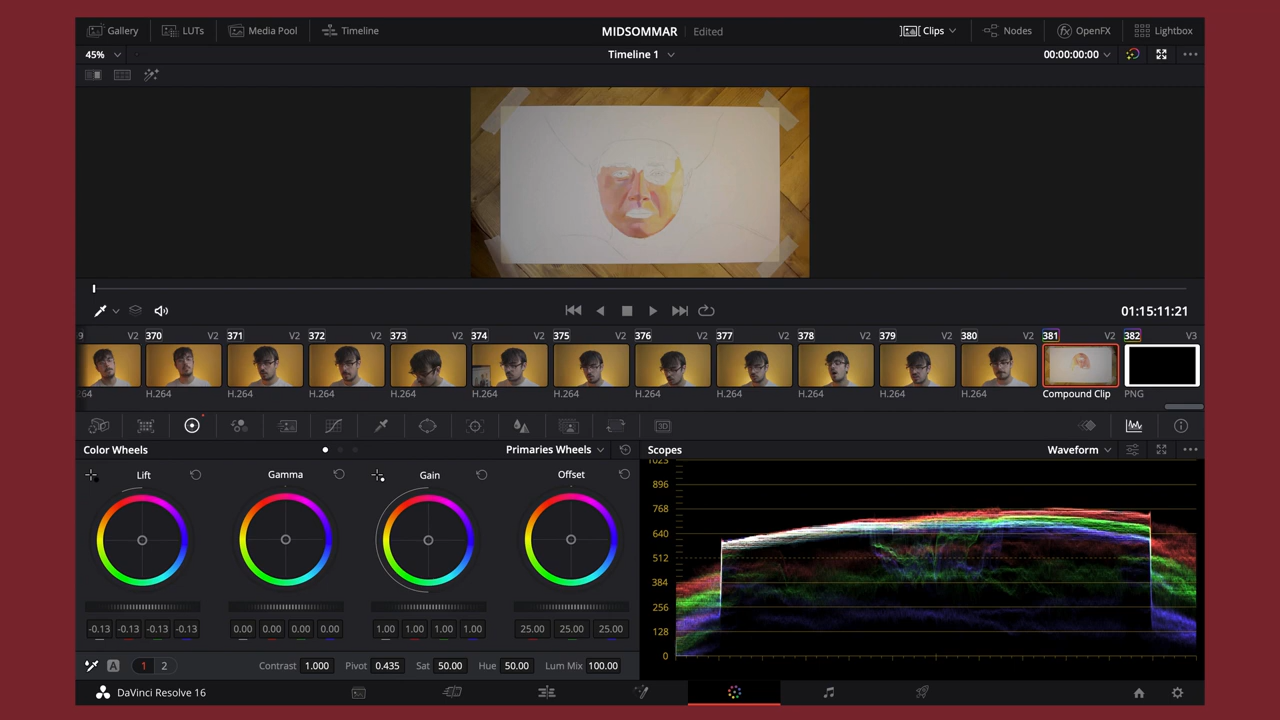 Gallery LUTs Media Pool Timeline MIDSOMMAR Edited Clips Nodes OpenFX Lightbox
45% Timeline 1 00:00:00:00
01:15:11:21
9 V2 370 V2 371 V2 372 V2 373 V2 374 V2 375 V2 376 V2 377 V2 378 V2 379 V2 380 V2 381 V2 382 V3
.64 H.264 H.264 H.264 H.264 H.264 H.264 H.264 H.264 H.264 H.264 H.264 Compound Clip PNG
3D
Color Wheels Primaries Wheels Scopes Waveform
Lift Gamma Gain Offset
1023
896
768
640
512
384
256
128
0
-0.13 -0.13 -0.13 -0.13 0.00 0.00 0.00 0.00 1.00 1.00 1.00 1.00 25.00 25.00 25.00
A 1 2 Contrast 1.000 Pivot 0.435 Sat 50.00 Hue 50.00 Lum Mix 100.00
DaVinci Resolve 16